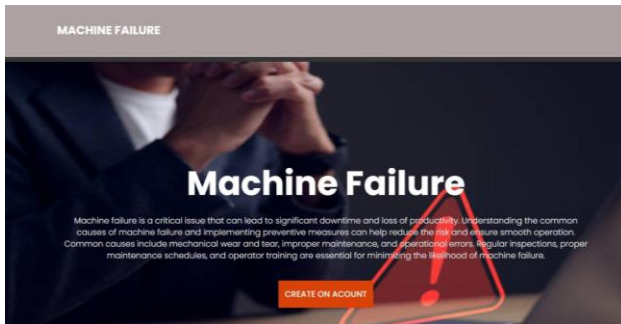 MACHINE FAILURE
Machine Failure
Machine failure is a critical issue that can lead to significant downtime and loss of productivity. Understanding the common
causes of machine failure and implementing preventive measures can help reduce the risk and ensure smooth operation.
Common causes include mechanical wear and tear, improper maintenance, and operational errors. Regular inspections, proper
maintenance schedules, and operator training are essential for minimizing the likelihood of machine failure.
CREATE ON ACOUNT